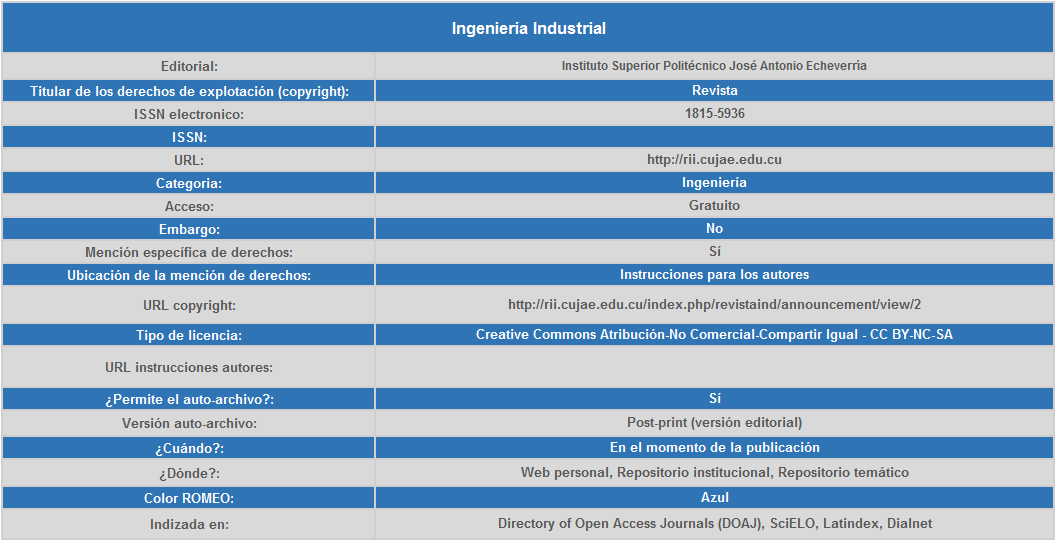 Ingeniería Industrial
Editorial: Instituto Superior Politécnico José Antonio Echeverría
Titular de los derechos de explotación (copyright): Revista
ISSN electronico: 1815-5936
ISSN:
URL: http://rii.cujae.edu.cu
Categoria: Ingeniería
Acceso: Gratuito
Embargo: No
Mención específica de derechos: Sí
Ubicación de la mención de derechos: Instrucciones para los autores
URL copyright: http://rii.cujae.edu.cu/index.php/revistaind/announcement/view/2
Tipo de licencia: Creative Commons Atribución-No Comercial-Compartir Igual - CC BY-NC-SA
URL instrucciones autores:
¿Permite el auto-archivo?: Sí
Versión auto-archivo: Post-print (versión editorial)
¿Cuándo?: En el momento de la publicación
¿Dónde?: Web personal, Repositorio institucional, Repositorio temático
Color ROMEO: Azul
Indizada en: Directory of Open Access Journals (DOAJ), SciELO, Latindex, Dialnet